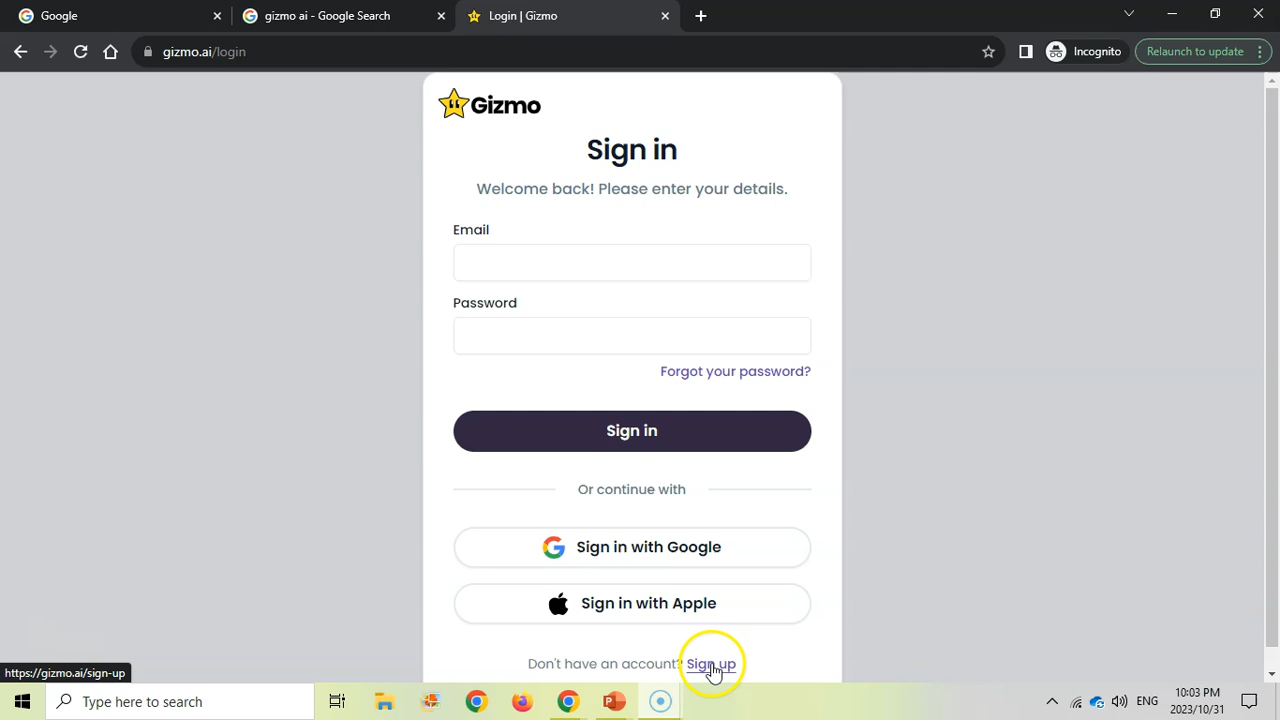 Google
gizmo ai - Google Search
Login | Gizmo
gizmo.ai/login
Incognito
Relaunch to update
Gizmo
Sign in
Welcome back! Please enter your details.
Email
Password
Forgot your password?
Sign in
Or continue with
Sign in with Google
Sign in with Apple
Don't have an account? Sign up
https://gizmo.ai/sign-up
Type here to search
ENG
10:03 PM
2023/10/31